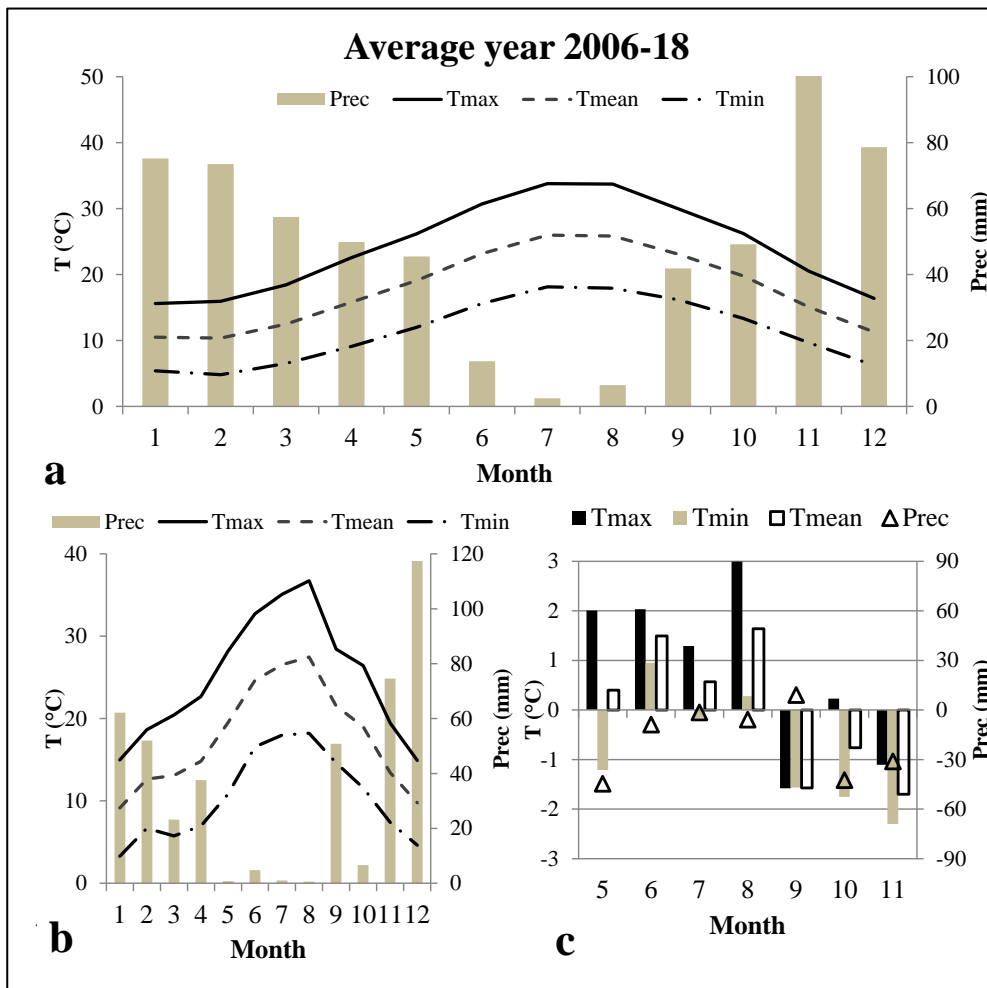 Average year 2006-18
Prec Tmax Tmean Tmin
50 100
40 80
30 60
20 40
10 20
0 0
T (°C)
Prec (mm)
1 2 3 4 5 6 7 8 9 10 11 12
Month
a
Prec Tmax Tmean Tmin
40 120
100
30
80
20 60
40
10
20
0 0
T (°C)
Prec (mm)
1 2 3 4 5 6 7 8 9 10 11 12
Month
b
Tmax Tmin Tmean Prec
3 90
2 60
1 30
0 0
-1 -30
-2 -60
-3 -90
T (°C)
Prec (mm)
5 6 7 8 9 10 11
Month
c